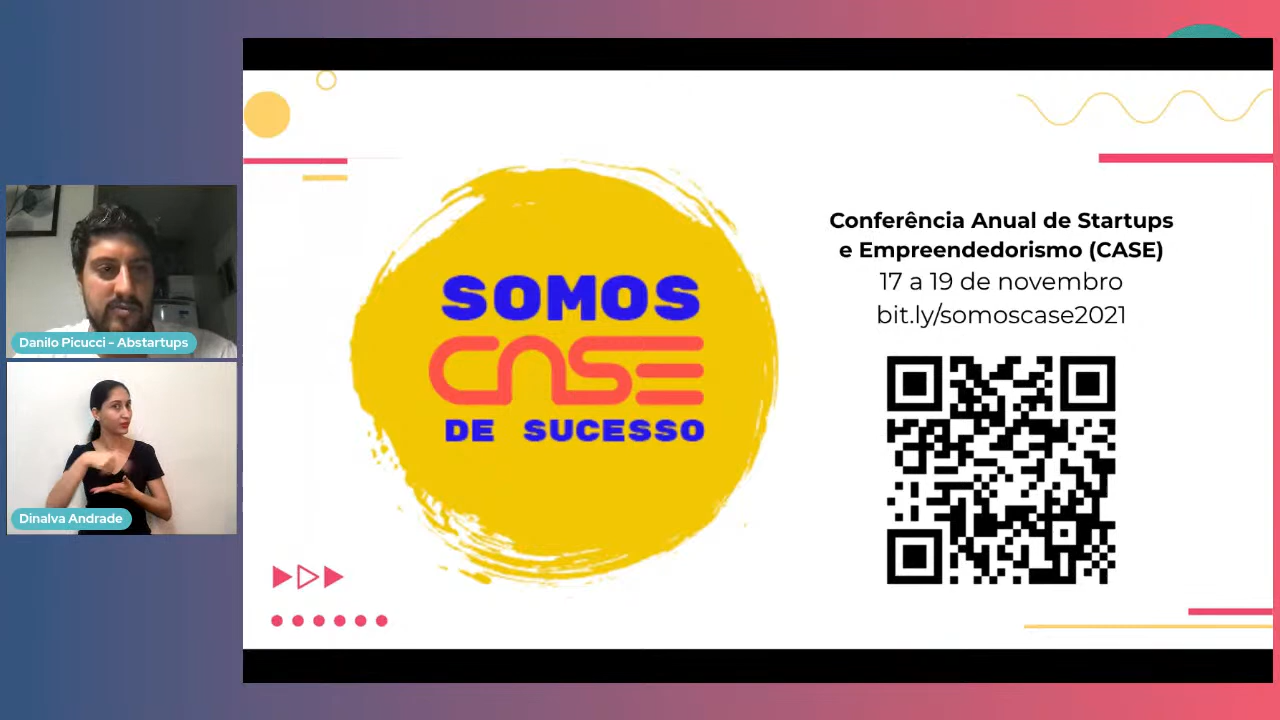 Danilo Picucci - Abstartups
Dinalva Andrade
SOMOS
CASE
DE SUCESSO
Conferência Anual de Startups
e Empreendedorismo (CASE)
17 a 19 de novembro
bit.ly/somoscase2021